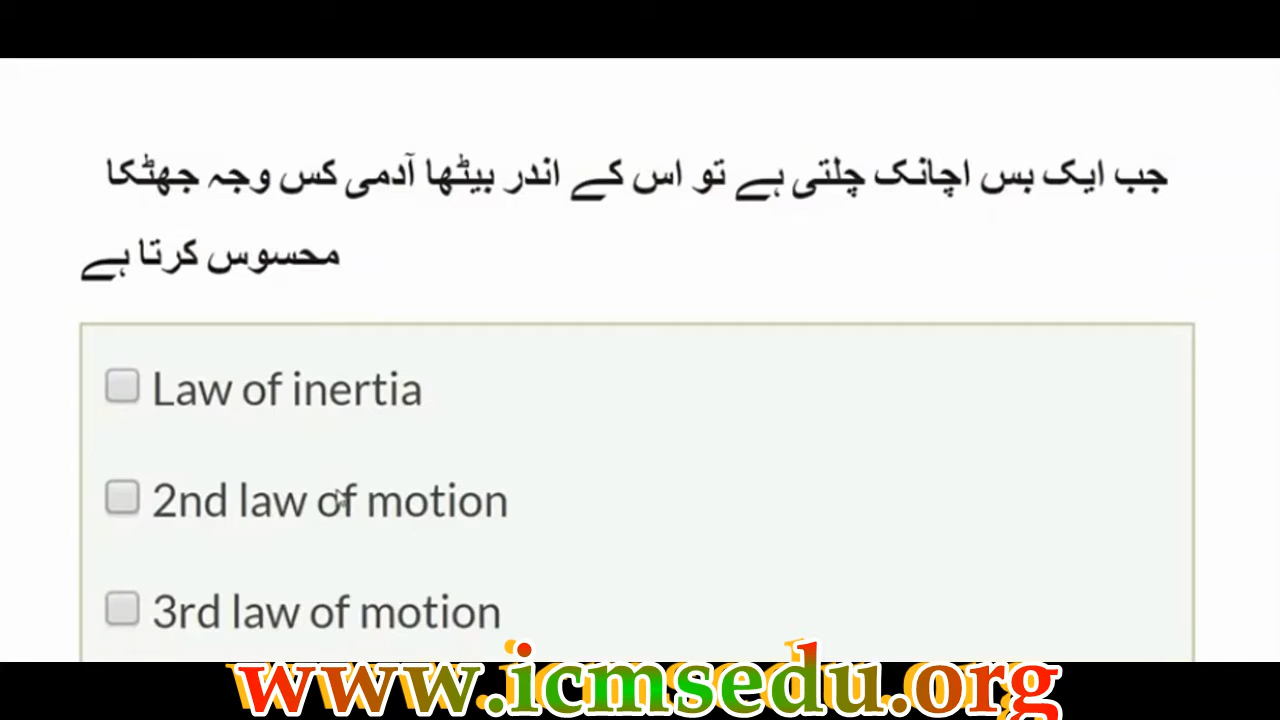 جب ایک بس اچانک چلتی ہے تو اس کے اندر بیٹھا آدمی کس وجہ جھٹکا
محسوس کرتا ہے
Law of inertia
2nd law of motion
3rd law of motion
www.icmsedu.org